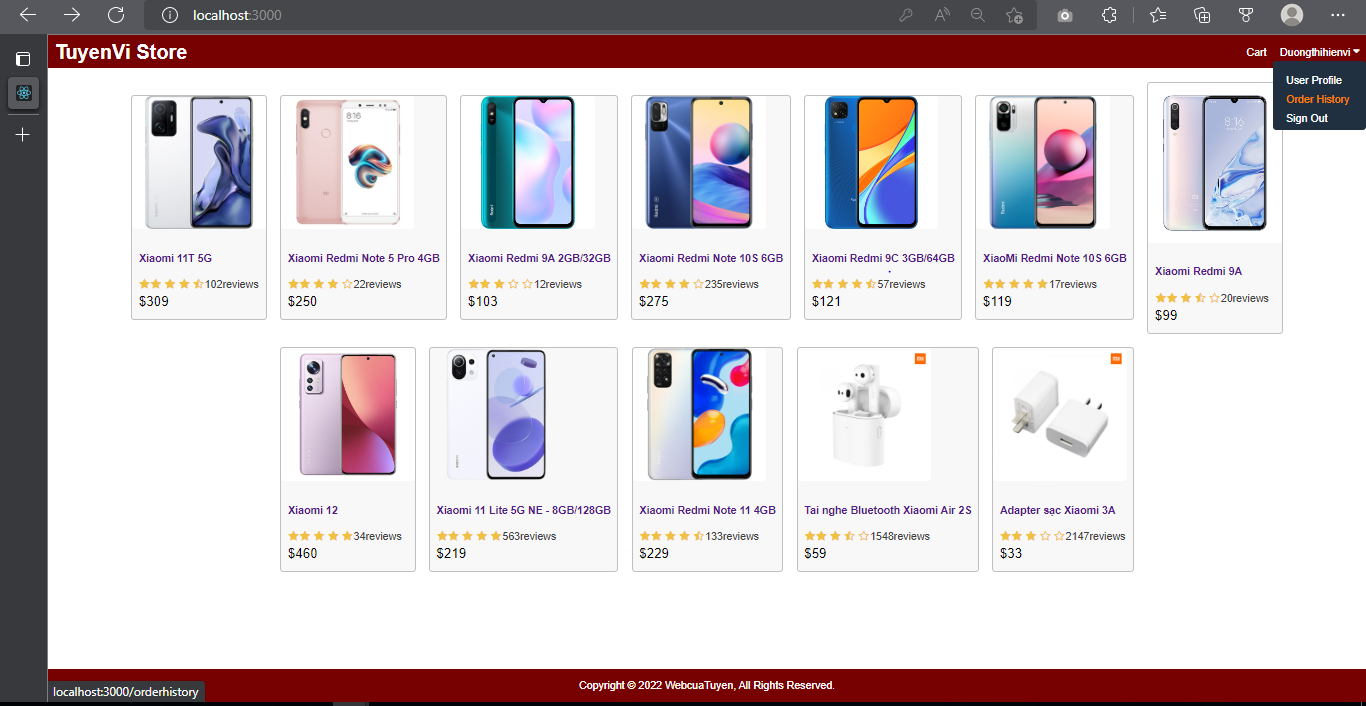 localhost:3000
TuyenVi Store
Cart
Duongthihienvi
User Profile
Order History
Sign Out
Xiaomi 11T 5G
102reviews
$309
Xiaomi Redmi Note 5 Pro 4GB
22reviews
$250
Xiaomi Redmi 9A 2GB/32GB
12reviews
$103
Xiaomi Redmi Note 10S 6GB
235reviews
$275
Xiaomi Redmi 9C 3GB/64GB
57reviews
$121
XiaoMi Redmi Note 10S 6GB
17reviews
$119
Xiaomi Redmi 9A
20reviews
$99
Xiaomi 12
34reviews
$460
Xiaomi 11 Lite 5G NE - 8GB/128GB
563reviews
$219
Xiaomi Redmi Note 11 4GB
133reviews
$229
Tai nghe Bluetooth Xiaomi Air 2S
1548reviews
$59
Adapter sạc Xiaomi 3A
2147reviews
$33
Copyright © 2022 WebcuaTuyen, All Rights Reserved.
localhost:3000/orderhistory